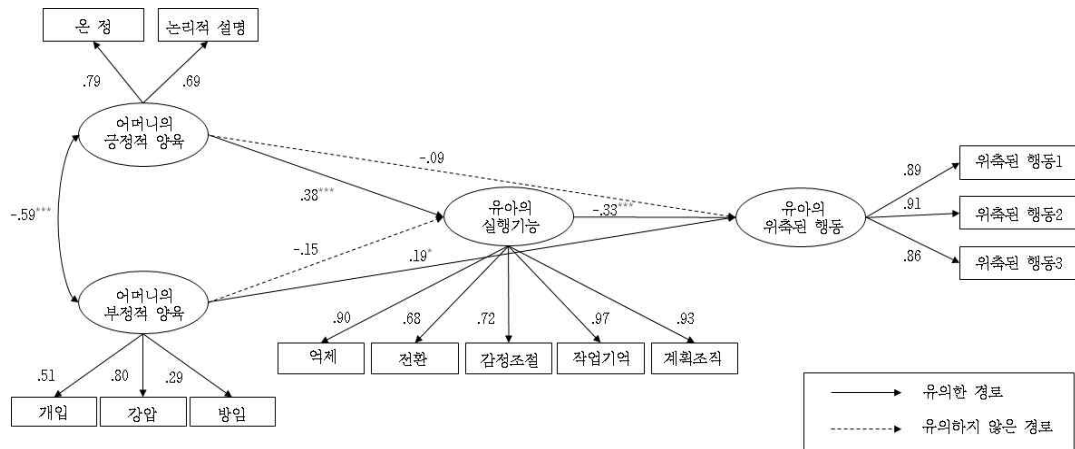 온 정
논리적 설명
.79
.69
어머니의
긍정적 양육
-.59***
-.09
.38***
-.15
.19*
유아의
실행기능
-.33***
유아의
위축된 행동
.89
.91
.86
위축된 행동1
위축된 행동2
위축된 행동3
어머니의
부정적 양육
.51
.80
.29
개입
강압
방임
.90
.68
.72
.97
.93
억제
전환
감정조절
작업기억
계획조직
유의한 경로
유의하지 않은 경로